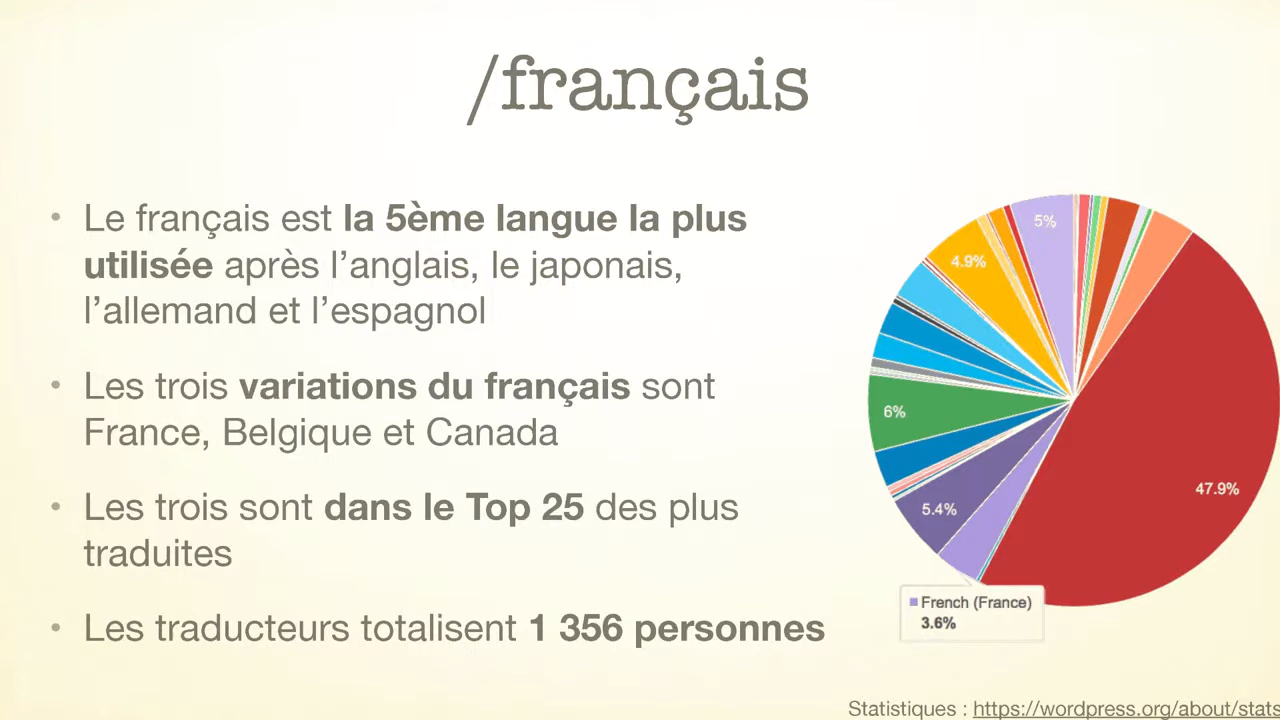 /français
• Le français est la 5ème langue la plus
utilisée après l’anglais, le japonais,
l’allemand et l’espagnol
• Les trois variations du français sont
France, Belgique et Canada
• Les trois sont dans le Top 25 des plus
traduites
• Les traducteurs totalisent 1 356 personnes
5%
4.9%
6%
47.9%
5.4%
French (France)
3.6%
Statistiques : https://wordpress.org/about/stats